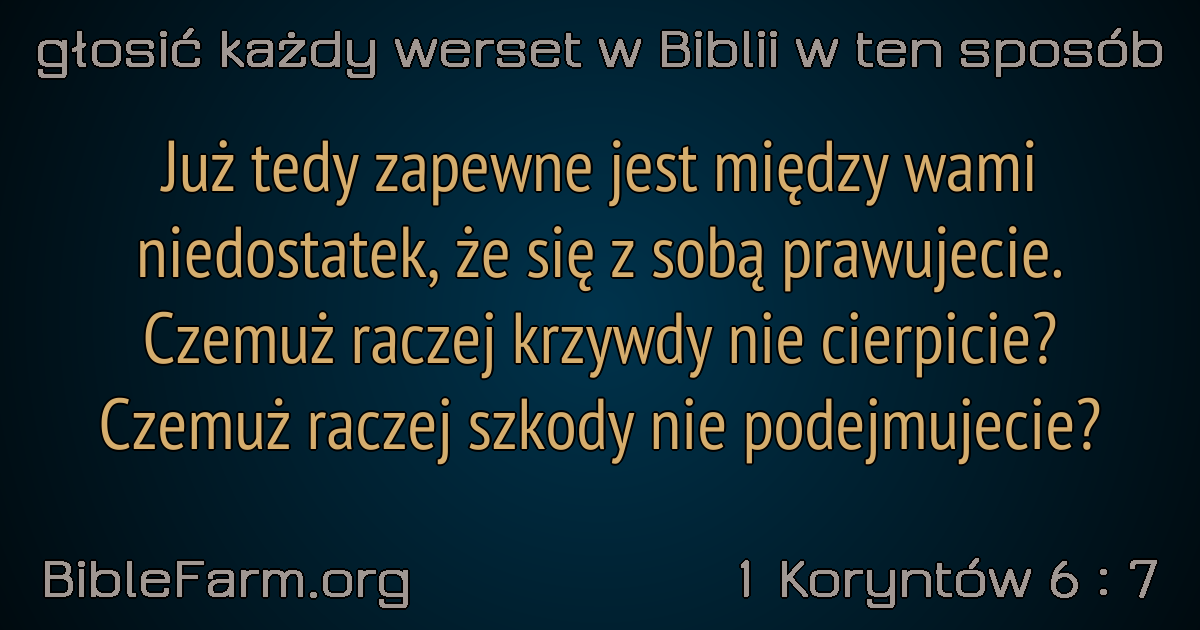 głosić każdy werset w Biblii w ten sposób
Już tedy zapewne jest między wami
niedostatek, że się z sobą prawujecie.
Czemuż raczej krzywdy nie cierpicie?
Czemuż raczej szkody nie podejmujecie?
BibleFarm.org
1 Koryntów 6 : 7